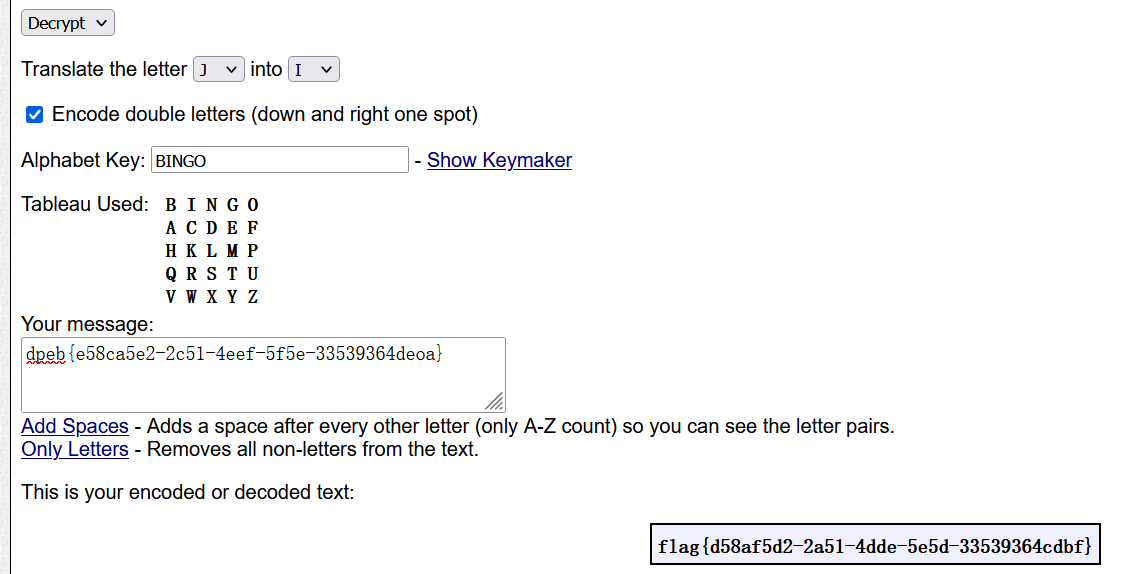 Decrypt
Translate the letter J into I
Encode double letters (down and right one spot)
Alphabet Key: BINGO - Show Keymaker
Tableau Used: B I N G O
A C D E F
H K L M P
Q R S T U
V W X Y Z
Your message:
dpeb{e58ca5e2-2c51-4eef-5f5e-33539364deoa}
Add Spaces - Adds a space after every other letter (only A-Z count) so you can see the letter pairs.
Only Letters - Removes all non-letters from the text.
This is your encoded or decoded text:
flag{d58af5d2-2a51-4dde-5e5d-33539364cdbf}